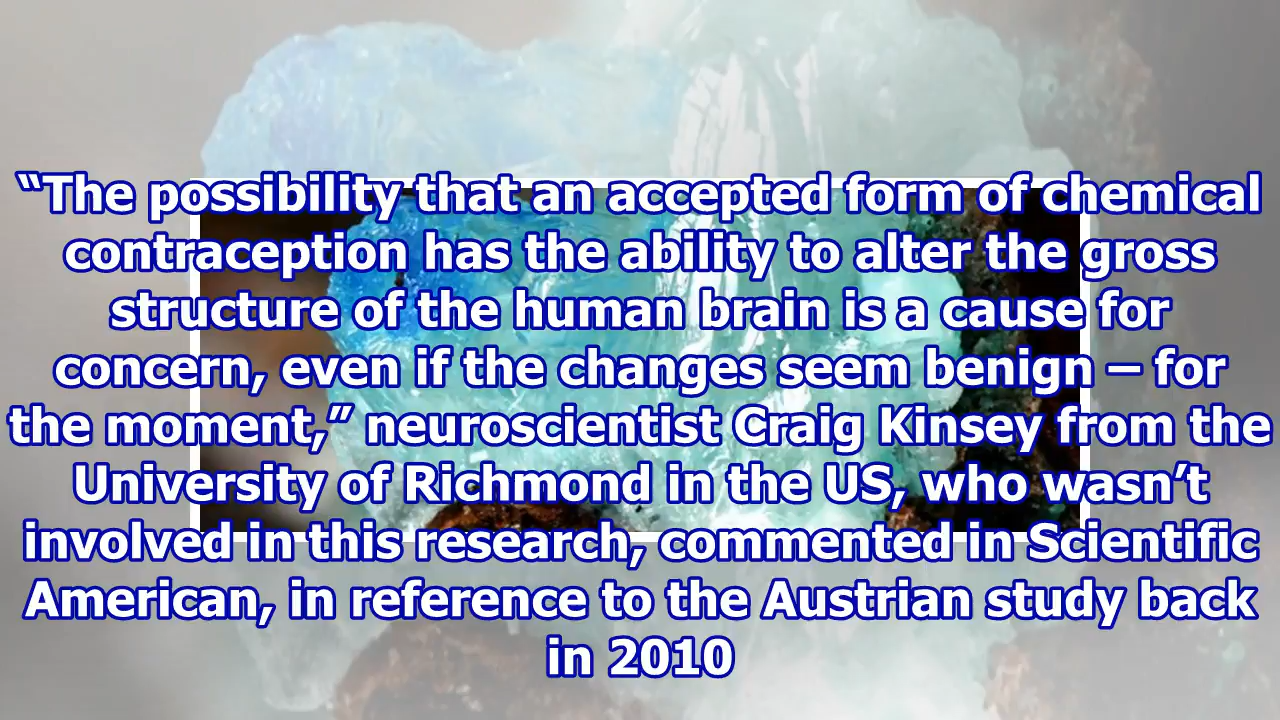 “The possibility that an accepted form of chemical
contraception has the ability to alter the gross
structure of the human brain is a cause for
concern, even if the changes seem benign – for
the moment,” neuroscientist Craig Kinsey from the
University of Richmond in the US, who wasn’t
involved in this research, commented in Scientific
American, in reference to the Austrian study back
in 2010